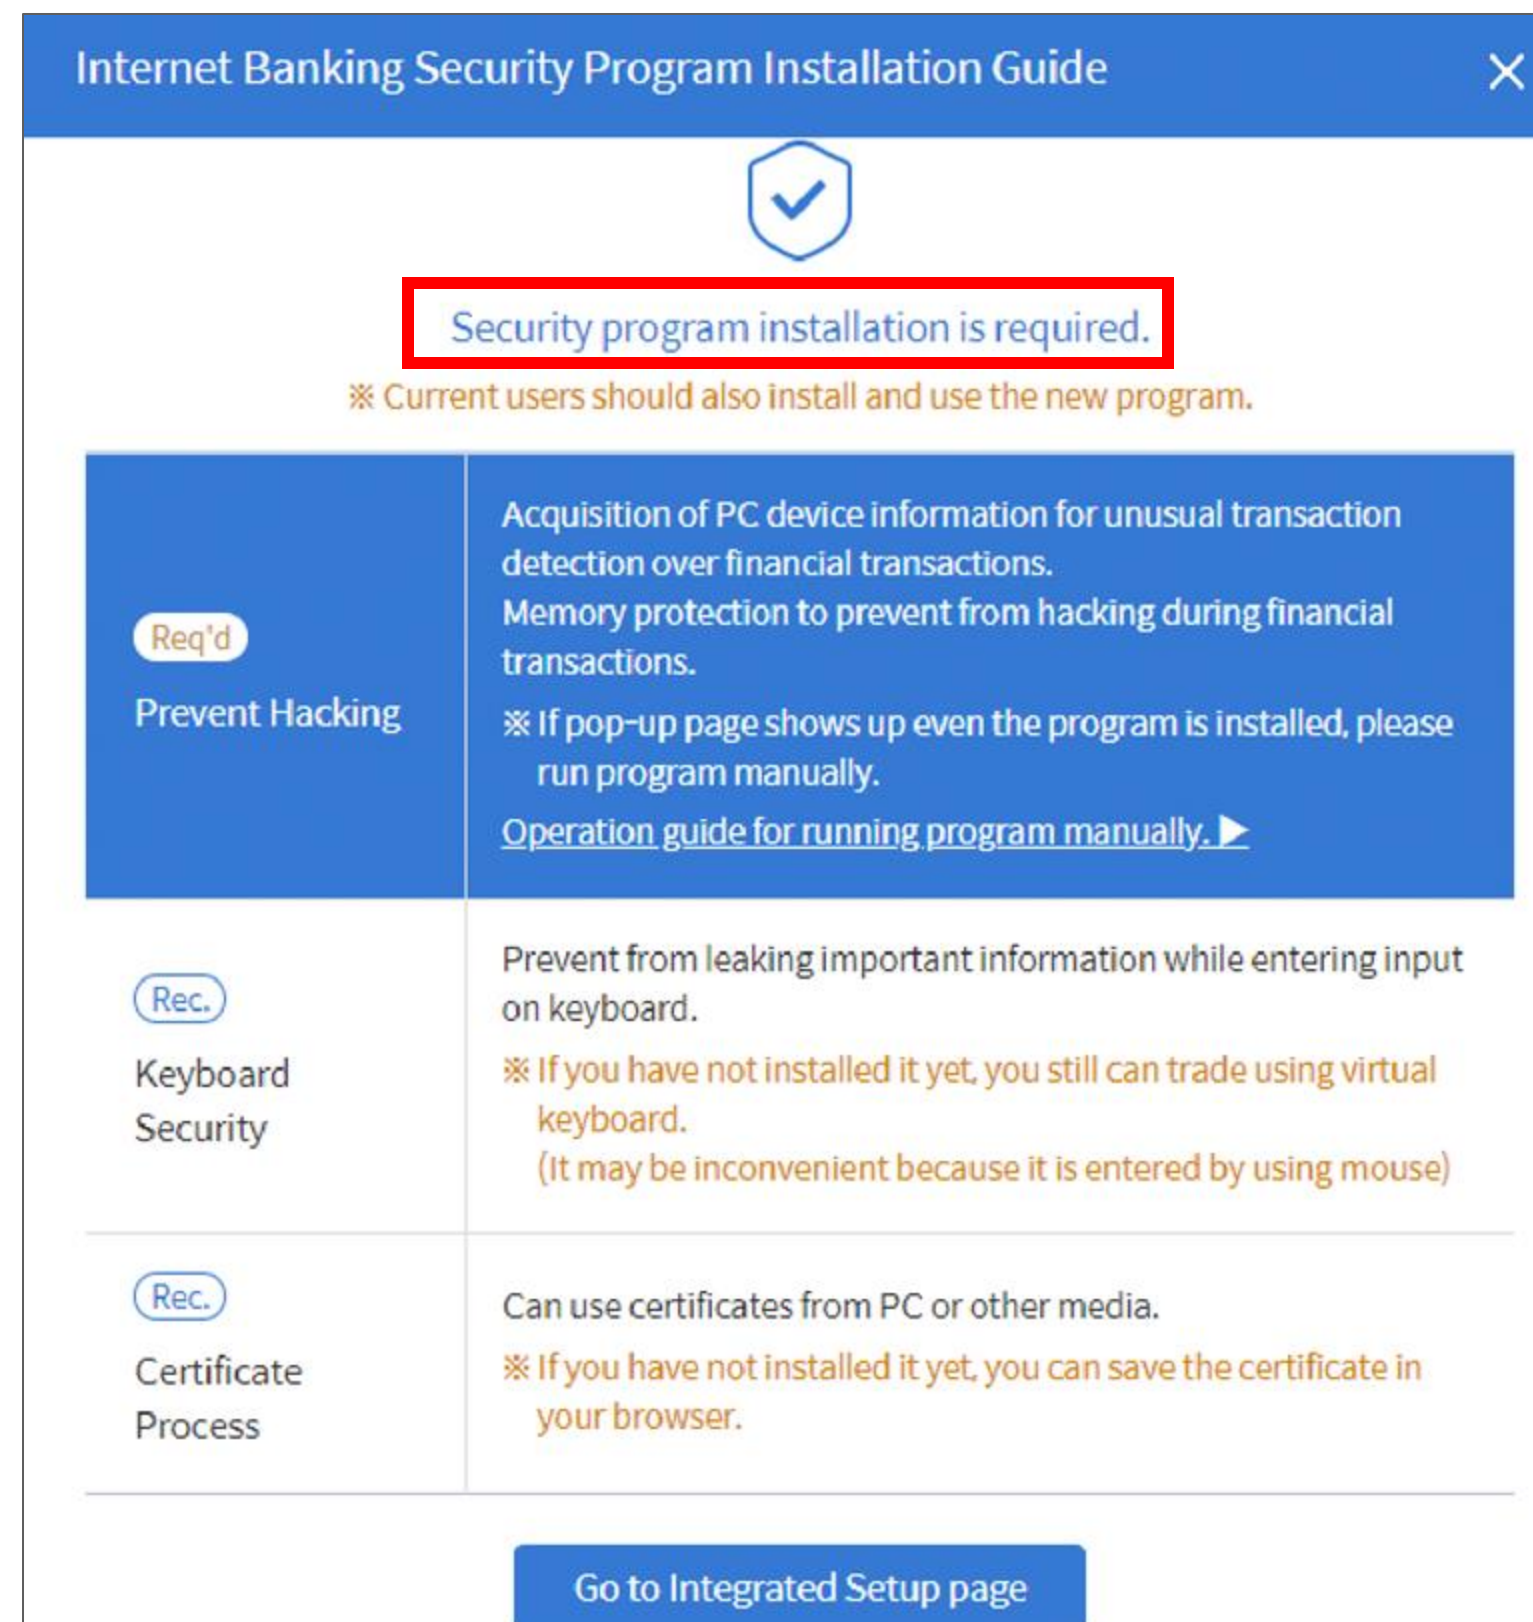 Internet Banking Security Program Installation Guide
Security program installation is required.
※ Current users should also install and use the new program.
Req'd
Prevent Hacking
Acquisition of PC device information for unusual transaction
detection over financial transactions.
Memory protection to prevent from hacking during financial
transactions.
※ If pop-up page shows up even the program is installed, please
run program manually.
Operation guide for running program manually. ▶
Rec.
Keyboard
Security
Prevent from leaking important information while entering input
on keyboard.
※ If you have not installed it yet, you still can trade using virtual
keyboard.
(It may be inconvenient because it is entered by using mouse)
Rec.
Certificate
Process
Can use certificates from PC or other media.
※ If you have not installed it yet, you can save the certificate in
your browser.
Go to Integrated Setup page